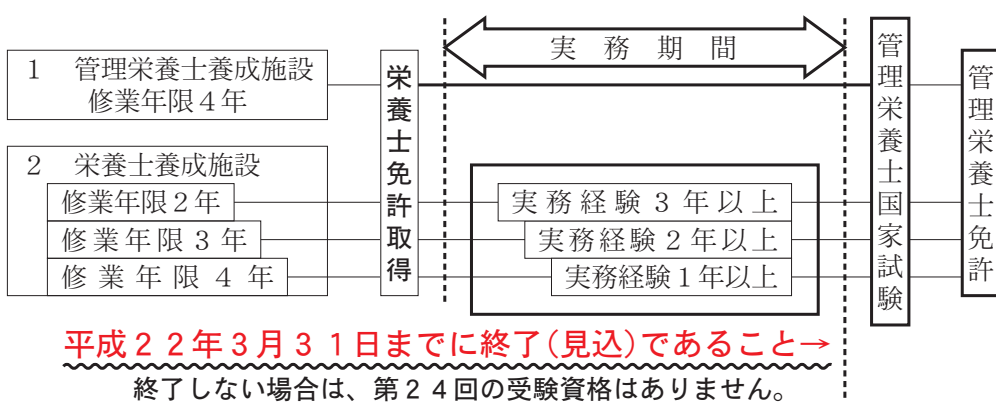 実務期間
1 管理栄養士養成施設
修業年限4年
2 栄養士養成施設
修業年限2年
修業年限3年
修業年限4年
栄養士免許取得
実務経験3年以上
実務経験2年以上
実務経験1年以上
管理栄養士国家試験
管理栄養士免許
平成22年3月31日までに終了(見込)であること→
終了しない場合は、第24回の受験資格はありません。